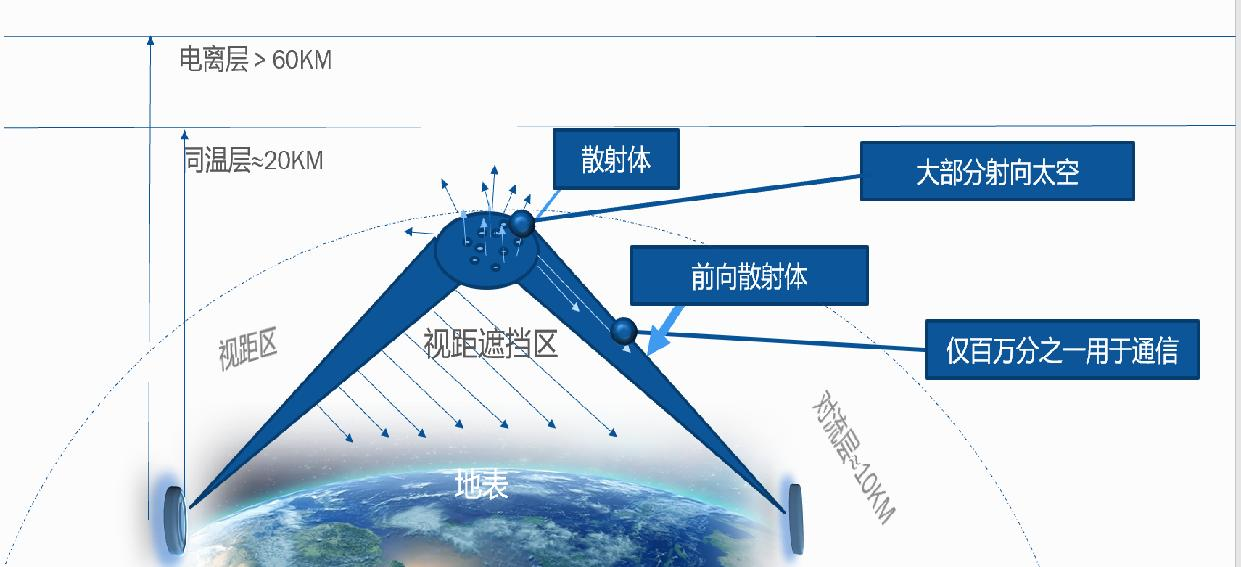 电离层 > 60KM
同温层≈20KM
散射体
大部分射向太空
前向散射体
视距区
视距遮挡区
仅百万分之一用于通信
对流层≈10KM
地表